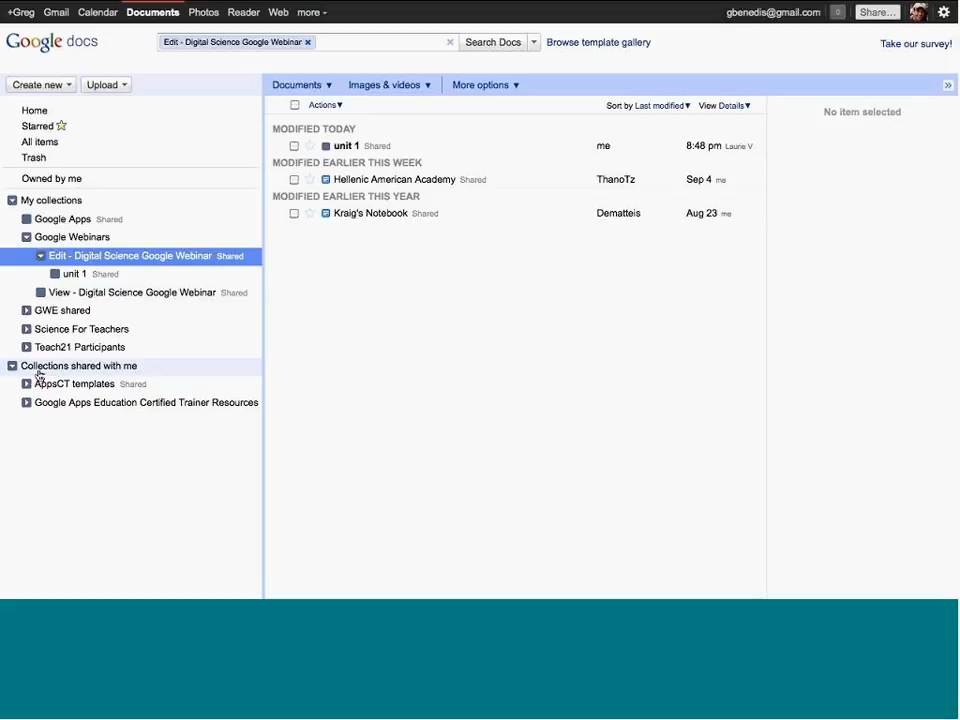 +Greg Gmail Calendar Documents Photos Reader Web more gbenedis@gmail.com 0 Share...
Google docs Edit - Digital Science Google Webinar × × Search Docs Browse template gallery Take our survey!
Create new Upload Documents Images & videos More options »
Actions Sort by Last modified View Details No item selected
Home
Starred
All items
Trash
Owned by me
My collections
Google Apps Shared
Google Webinars
Edit - Digital Science Google Webinar Shared
unit 1 Shared
View - Digital Science Google Webinar Shared
GWE shared
Science For Teachers
Teach21 Participants
Collections shared with me
AppsCT templates Shared
Google Apps Education Certified Trainer Resources
MODIFIED TODAY
unit 1 Shared me 8:48 pm Laurie V
MODIFIED EARLIER THIS WEEK
Hellenic American Academy Shared ThanoTz Sep 4 me
MODIFIED EARLIER THIS YEAR
Kraig's Notebook Shared Dematteis Aug 23 me